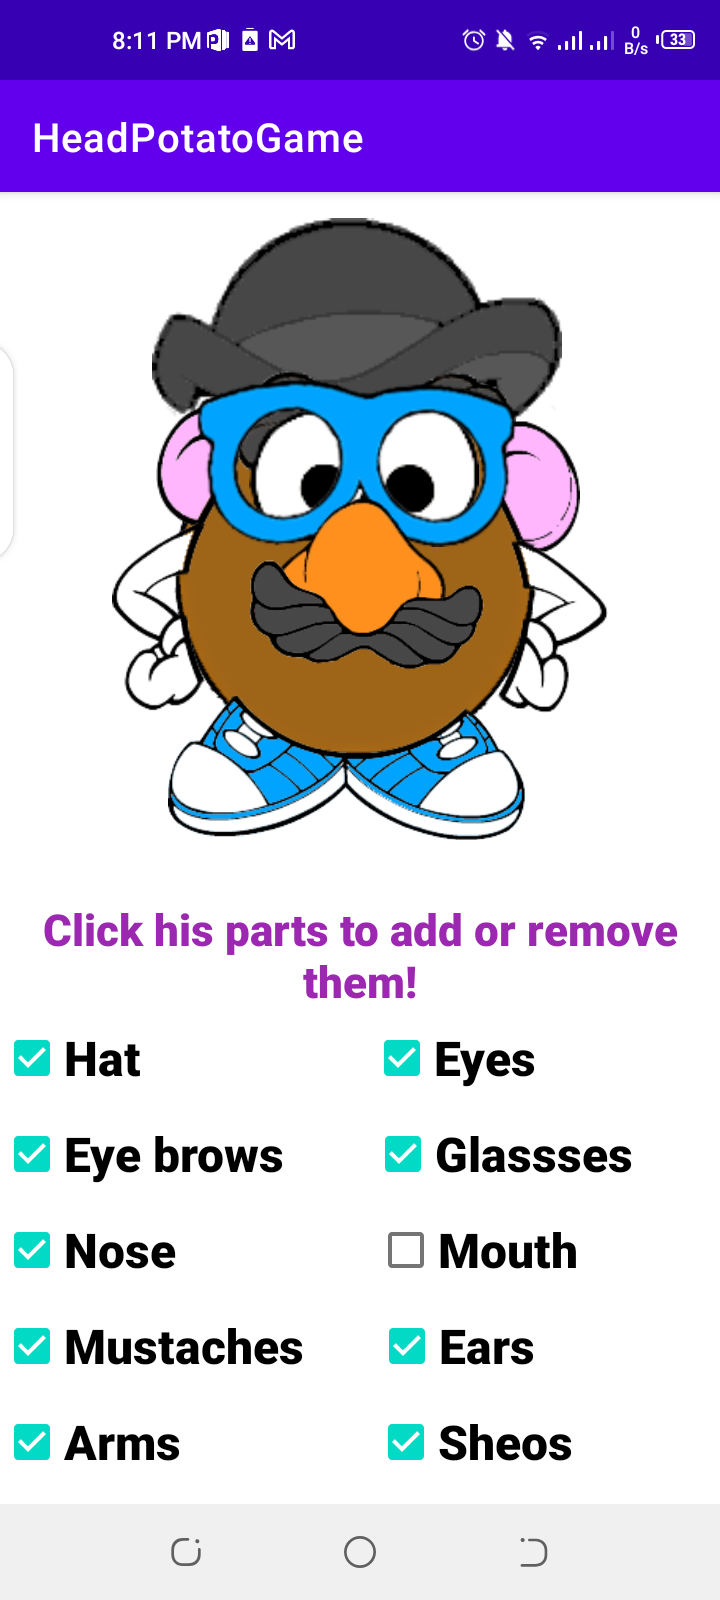 8:11 PM 0 B/s 33
HeadPotatoGame
Click his parts to add or remove
them!
Hat Eyes
Eye brows Glassses
Nose Mouth
Mustaches Ears
Arms Sheos